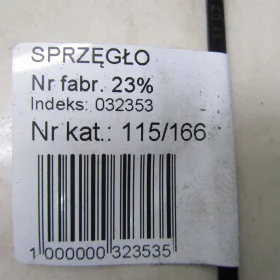 SPRZĘGŁO
Nr fabr. 23%
Indeks: 032353
Nr kat.: 115/166
1 000000 323535